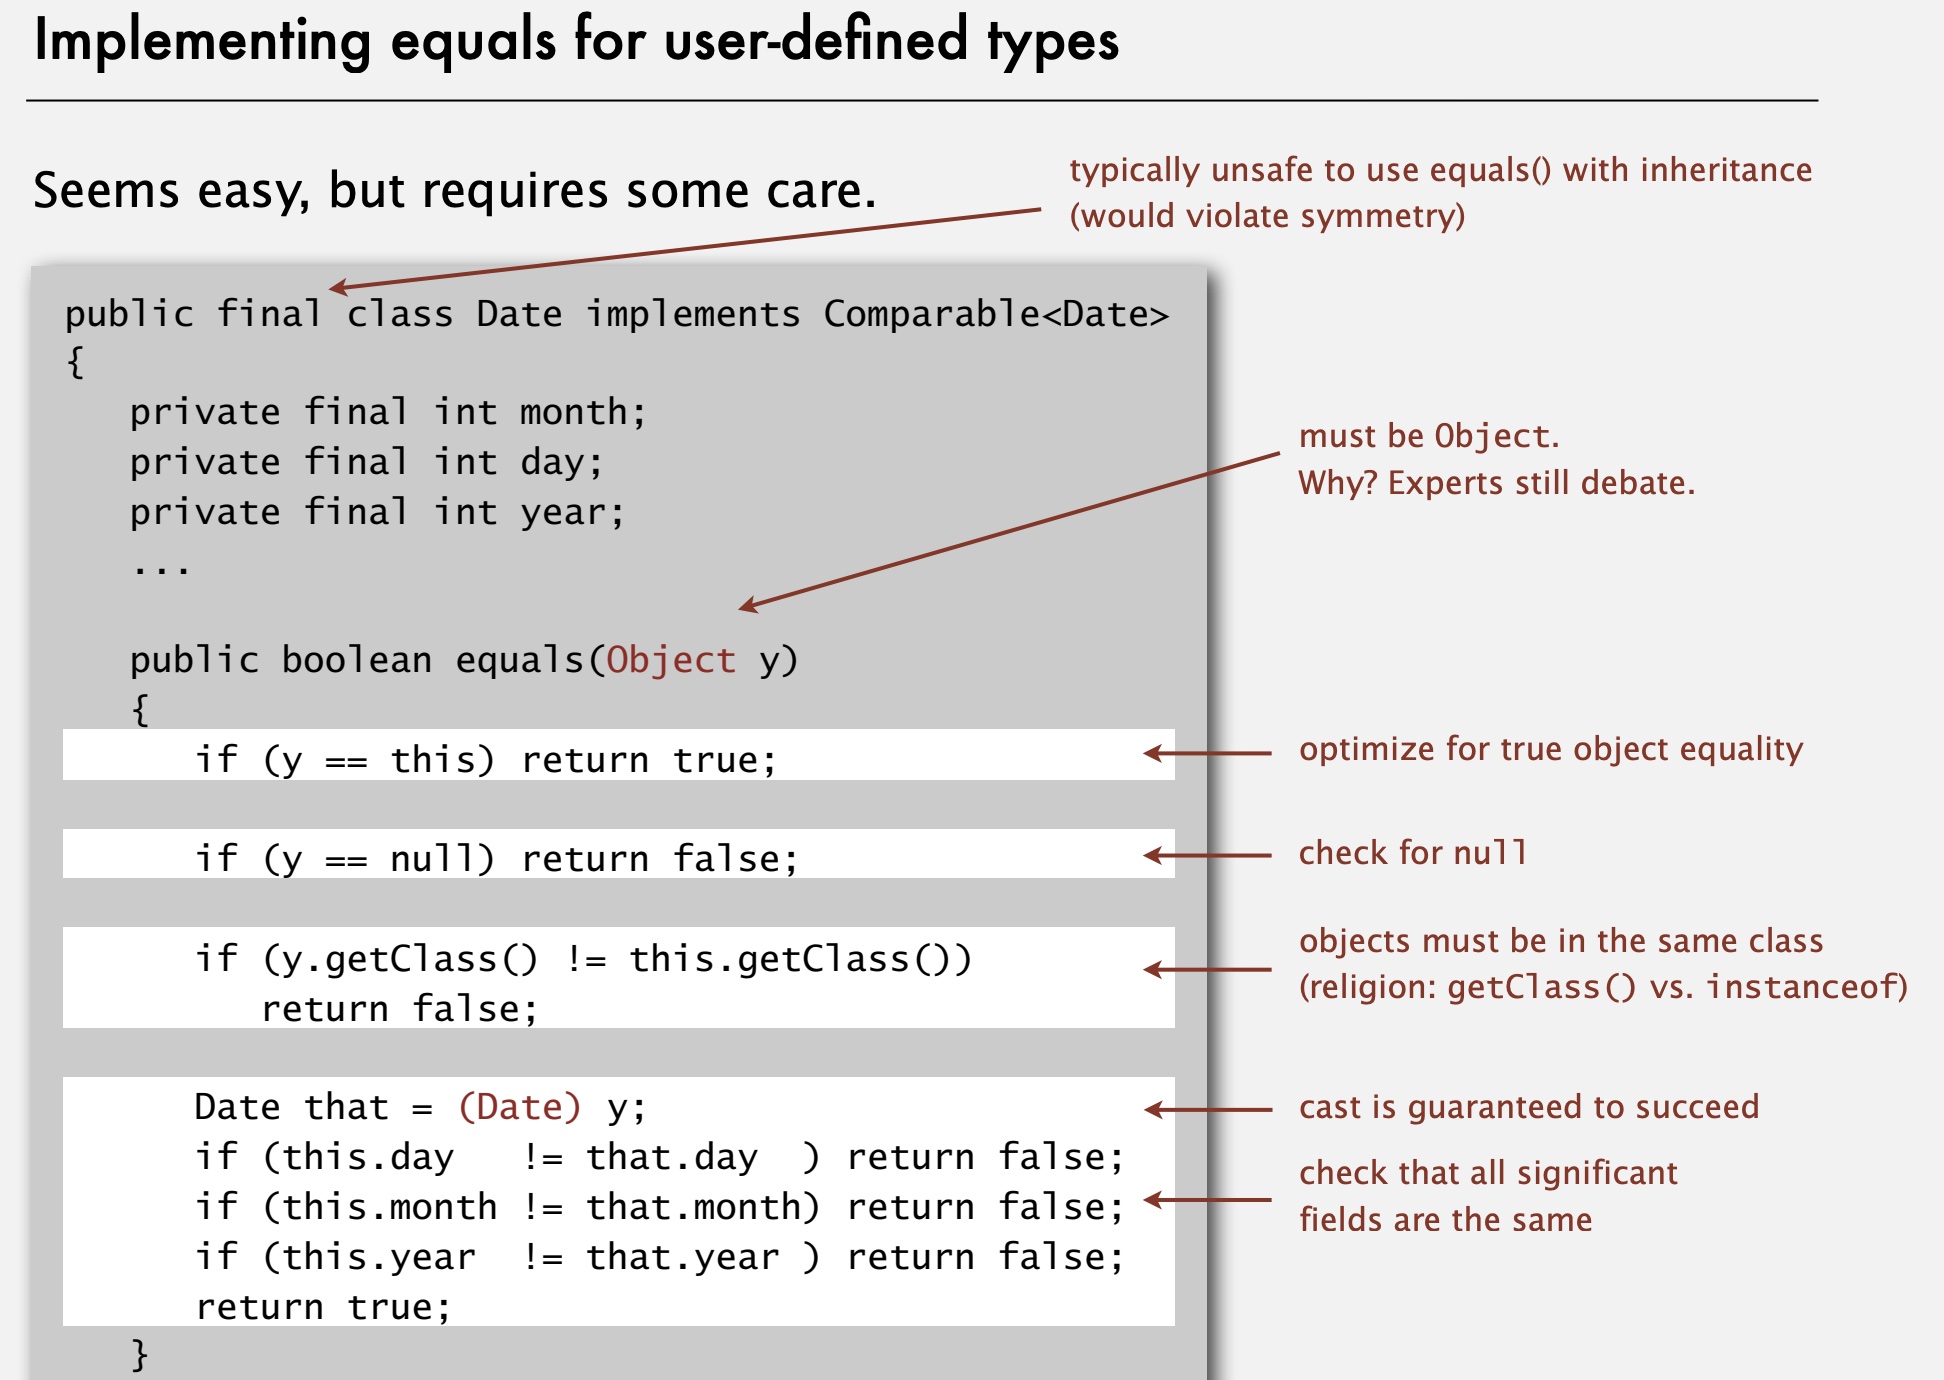 Implementing equals for user-defined types
Seems easy, but requires some care.
typically unsafe to use equals() with inheritance
(would violate symmetry)
public final class Date implements Comparable<Date>
{
private final int month;
private final int day;
private final int year;
...
must be Object.
Why? Experts still debate.
public boolean equals(Object y)
{
if (y == this) return true;
optimize for true object equality
if (y == null) return false;
check for null
if (y.getClass() != this.getClass())
return false;
objects must be in the same class
(religion: getClass() vs. instanceof)
Date that = (Date) y;
cast is guaranteed to succeed
if (this.day   != that.day  ) return false;
if (this.month != that.month) return false;
if (this.year  != that.year ) return false;
return true;
check that all significant
fields are the same
}